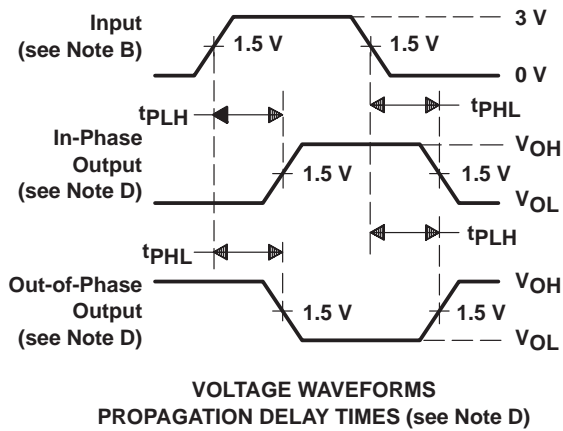 3 V
Input
(see Note B)
1.5 V
1.5 V
0 V
tPLH
tPHL
In-Phase
Output
(see Note D)
VOH
1.5 V
1.5 V
VOL
tPHL
tPLH
Out-of-Phase
Output
(see Note D)
VOH
1.5 V
1.5 V
VOL
VOLTAGE WAVEFORMS
PROPAGATION DELAY TIMES (see Note D)